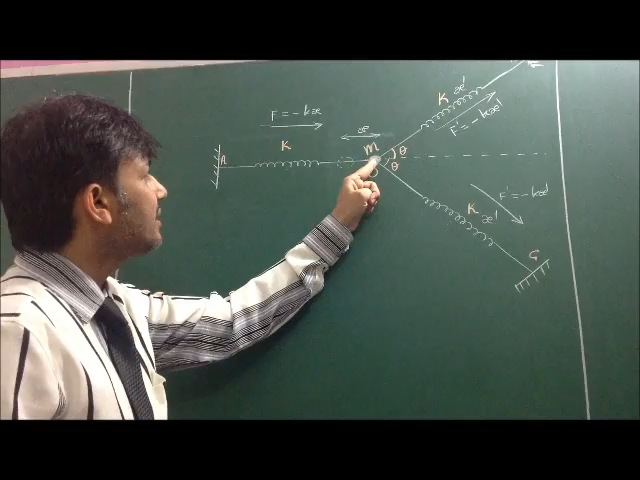 F = -kx
K
A
x
m
θ
θ
K x'
F' = -kx'
F' = -kx'
K x'
C